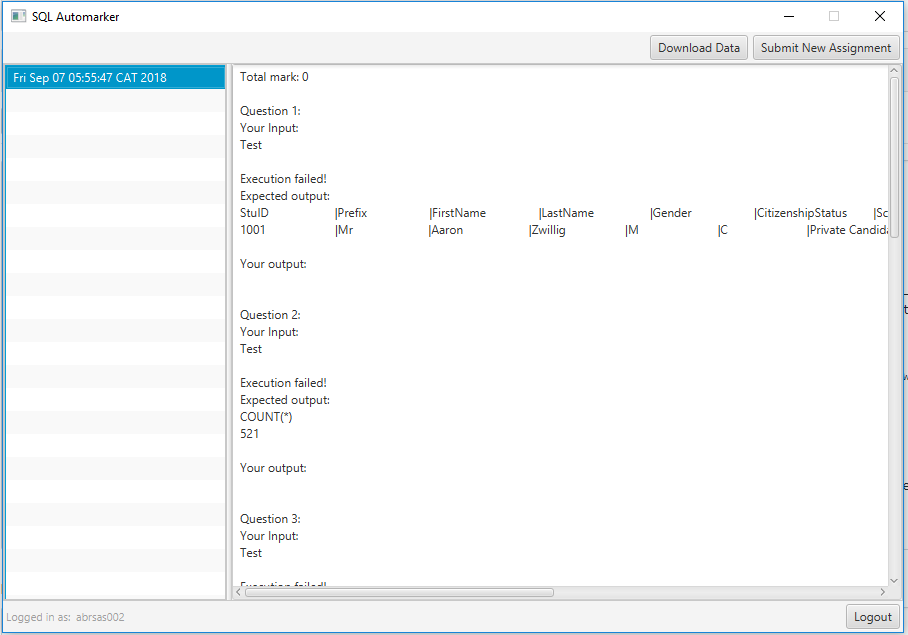 SQL Automarker
Download Data
Submit New Assignment
Fri Sep 07 05:55:47 CAT 2018
Total mark: 0
Question 1:
Your Input:
Test
Execution failed!
Expected output:
StuID |Prefix |FirstName |LastName |Gender |CitizenshipStatus |Sc
1001 |Mr |Aaron |Zwillig |M |C |Private Candida
Your output:
Question 2:
Your Input:
Test
Execution failed!
Expected output:
COUNT(*)
521
Your output:
Question 3:
Your Input:
Test
Execution failed!
Logged in as: abrsas002
Logout